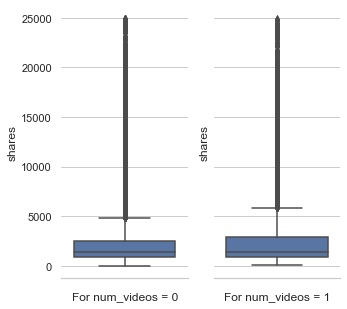 25000
20000
15000
10000
5000
0
shares
shares
For num_videos = 0
For num_videos = 1